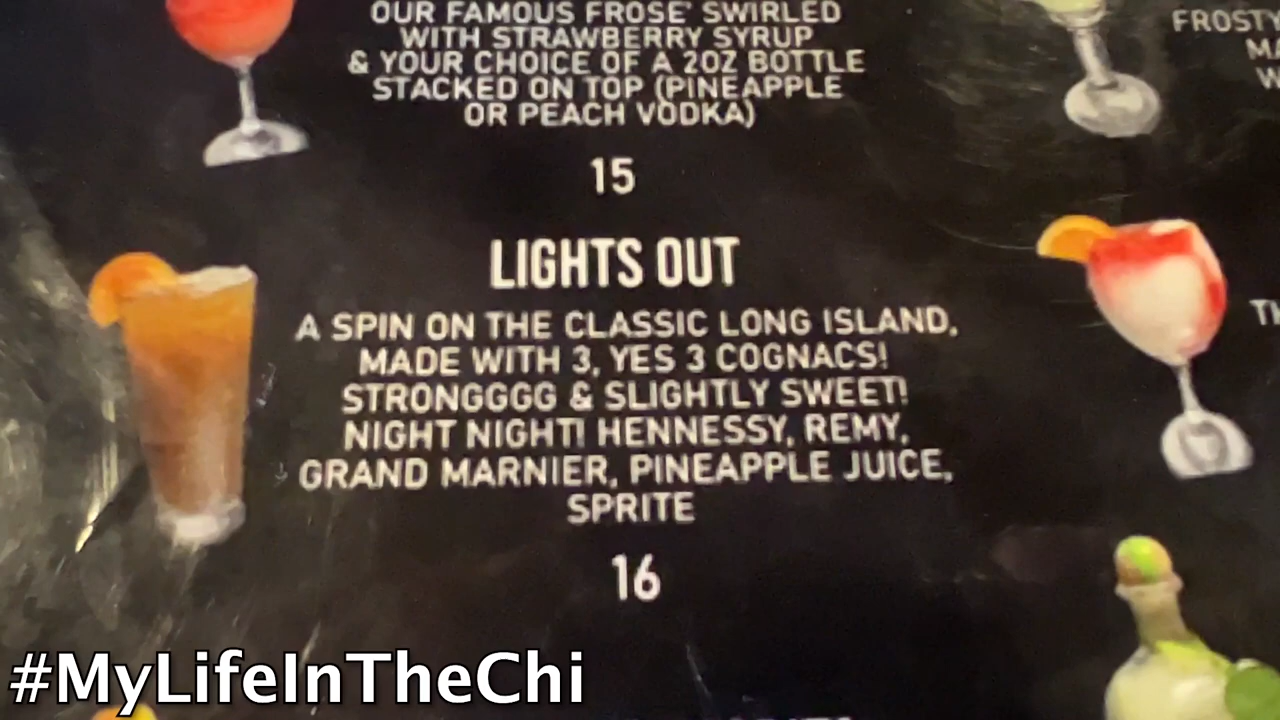 OUR FAMOUS FROSE' SWIRLED
WITH STRAWBERRY SYRUP
& YOUR CHOICE OF A 2OZ BOTTLE
STACKED ON TOP (PINEAPPLE
OR PEACH VODKA)
15
LIGHTS OUT
A SPIN ON THE CLASSIC LONG ISLAND,
MADE WITH 3, YES 3 COGNACS!
STRONGGGG & SLIGHTLY SWEET!
NIGHT NIGHT! HENNESSY, REMY,
GRAND MARNIER, PINEAPPLE JUICE,
SPRITE
16
FROSTY
#MyLifeInTheChi